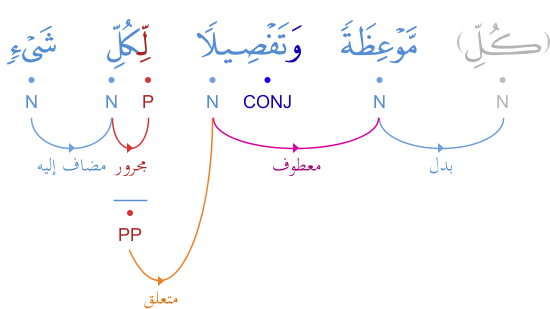 (كُلِّ) مَّوْعِظَةً وَتَفْصِيلًا لِّكُلِّ شَىْءٍ
N N CONJ N P N N
بدل معطوف مجرور مضاف إليه
PP
متعلق